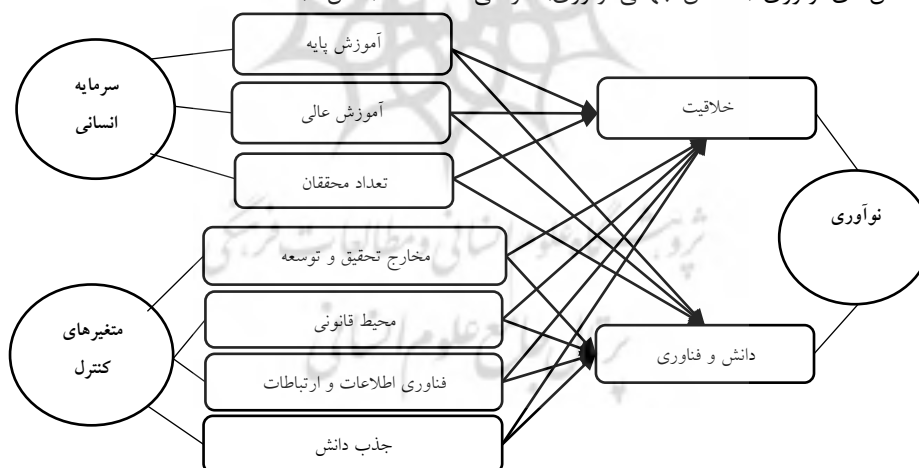 آموزش پایه
سرمایه
انسانی
آموزش عالی
تعداد محققان
خلاقیت
نوآوری
مخارج تحقیق و توسعه
متغیرهای
کنترل
محیط قانونی
فناوری اطلاعات و ارتباطات
جذب دانش
دانش و فناوری